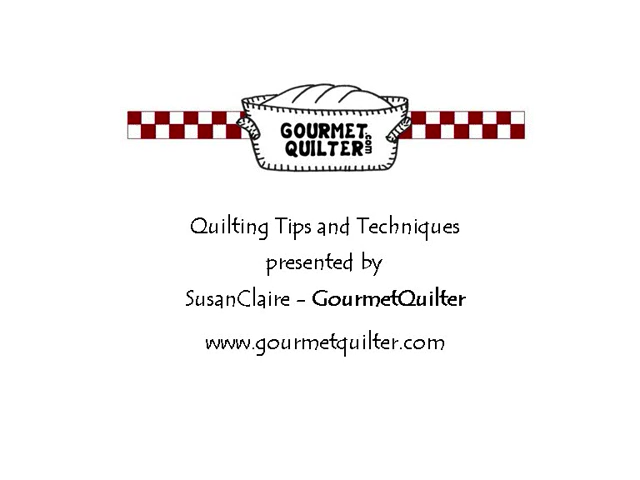 GOURMET
QUILTER.com
Quilting Tips and Techniques
presented by
SusanClaire - GourmetQuilter
www.gourmetquilter.com